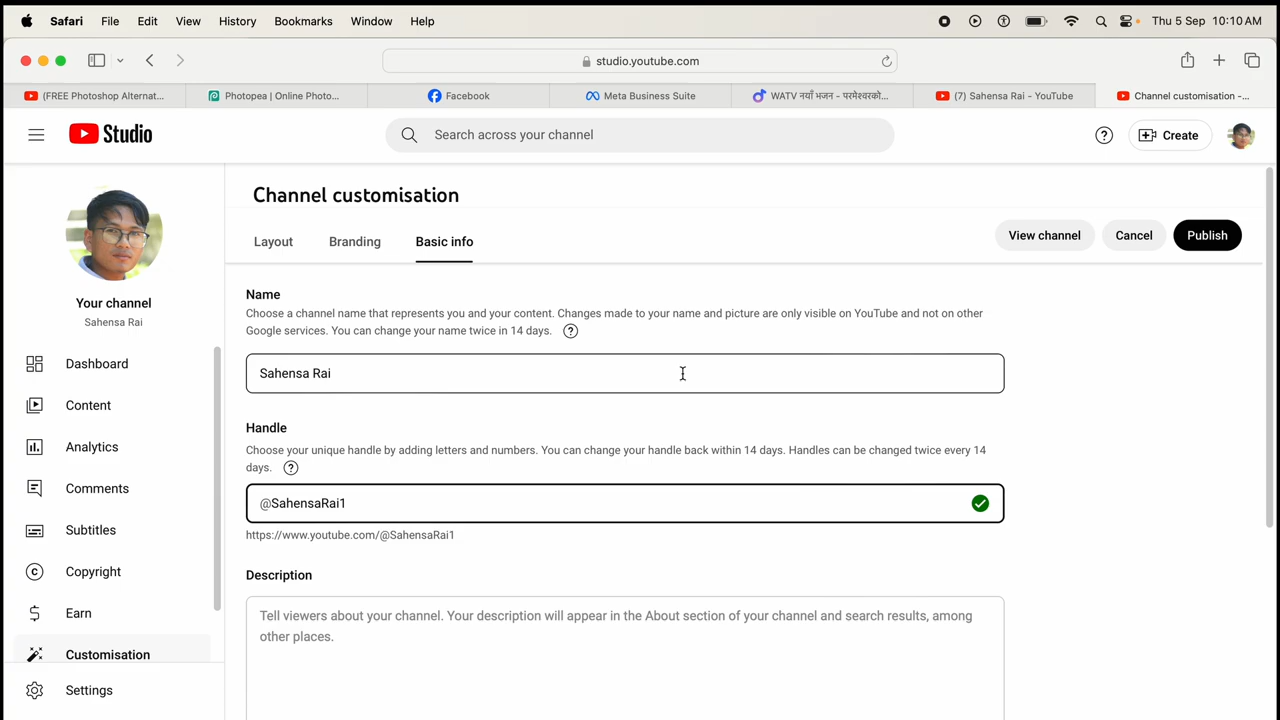 Safari File Edit View History Bookmarks Window Help Thu 5 Sep 10:10 AM
studio.youtube.com
(FREE Photoshop Alternat... Photopea | Online Photo... Facebook Meta Business Suite WATV नयाँ भजन - परमेश्वरको... (7) Sahensa Rai - YouTube Channel customisation -...
Studio Search across your channel Create
Channel customisation
Layout Branding Basic info View channel Cancel Publish
Your channel
Sahensa Rai
Dashboard
Content
Analytics
Comments
Subtitles
Copyright
Earn
Customisation
Settings
Name
Choose a channel name that represents you and your content. Changes made to your name and picture are only visible on YouTube and not on other
Google services. You can change your name twice in 14 days.
Sahensa Rai
Handle
Choose your unique handle by adding letters and numbers. You can change your handle back within 14 days. Handles can be changed twice every 14
days.
@SahensaRai1
https://www.youtube.com/@SahensaRai1
Description
Tell viewers about your channel. Your description will appear in the About section of your channel and search results, among
other places.